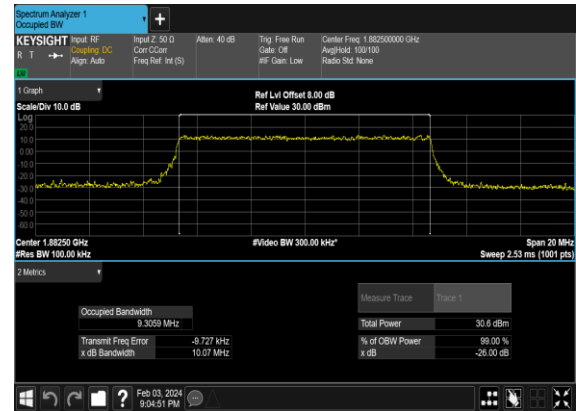 Spectrum Analyzer 1
Occupied BW
KEYSIGHT Input: RF Input Z: 50 Ω Atten: 40 dB Trig: Free Run Center Freq: 1.882500000 GHz
R T Coupling: DC Corr CCorr Gate: Off Avg|Hold: 100/100
Align: Auto Freq Ref: Int (S) #IF Gain: Low Radio Std: None
1 Graph
Scale/Div 10.0 dB
Ref Lvl Offset 8.00 dB
Ref Value 30.00 dBm
Log
20.0
10.0
0.00
-10.0
-20.0
-30.0
-40.0
-50.0
-60.0
Center 1.88250 GHz #Video BW 300.00 kHz* Span 20 MHz
#Res BW 100.00 kHz Sweep 2.53 ms (1001 pts)
2 Metrics
Measure Trace Trace 1
Occupied Bandwidth
9.3059 MHz
Total Power 30.6 dBm
Transmit Freq Error -9.727 kHz % of OBW Power 99.00 %
x dB Bandwidth 10.07 MHz x dB -26.00 dB
?
Feb 03, 2024
9:04:51 PM